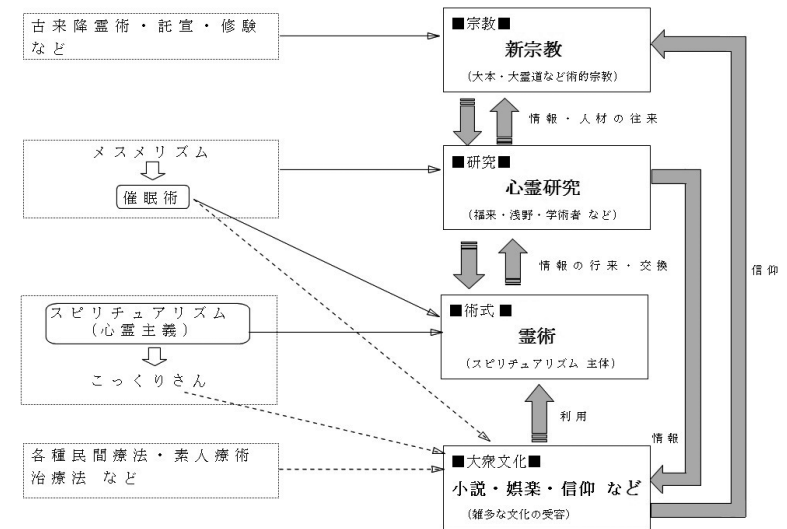 古来降霊術・託宣・修験
など
■宗教■
新宗教
(大本・大霊道など術的宗教)
情報・人材の往来
メスメリズム
催眠術
■研究■
心霊研究
(福来・浅野・学術者 など)
情報の行来・交換
信仰
スピリチュアリズム
(心霊主義)
こっくりさん
■術式 ■
霊術
(スピリチュアリズム 主体)
利用
情報
各種民間療法・素人療術
治療法 など
■大衆文化■
小説・娯楽・信仰 など
(雑多な文化の受容)